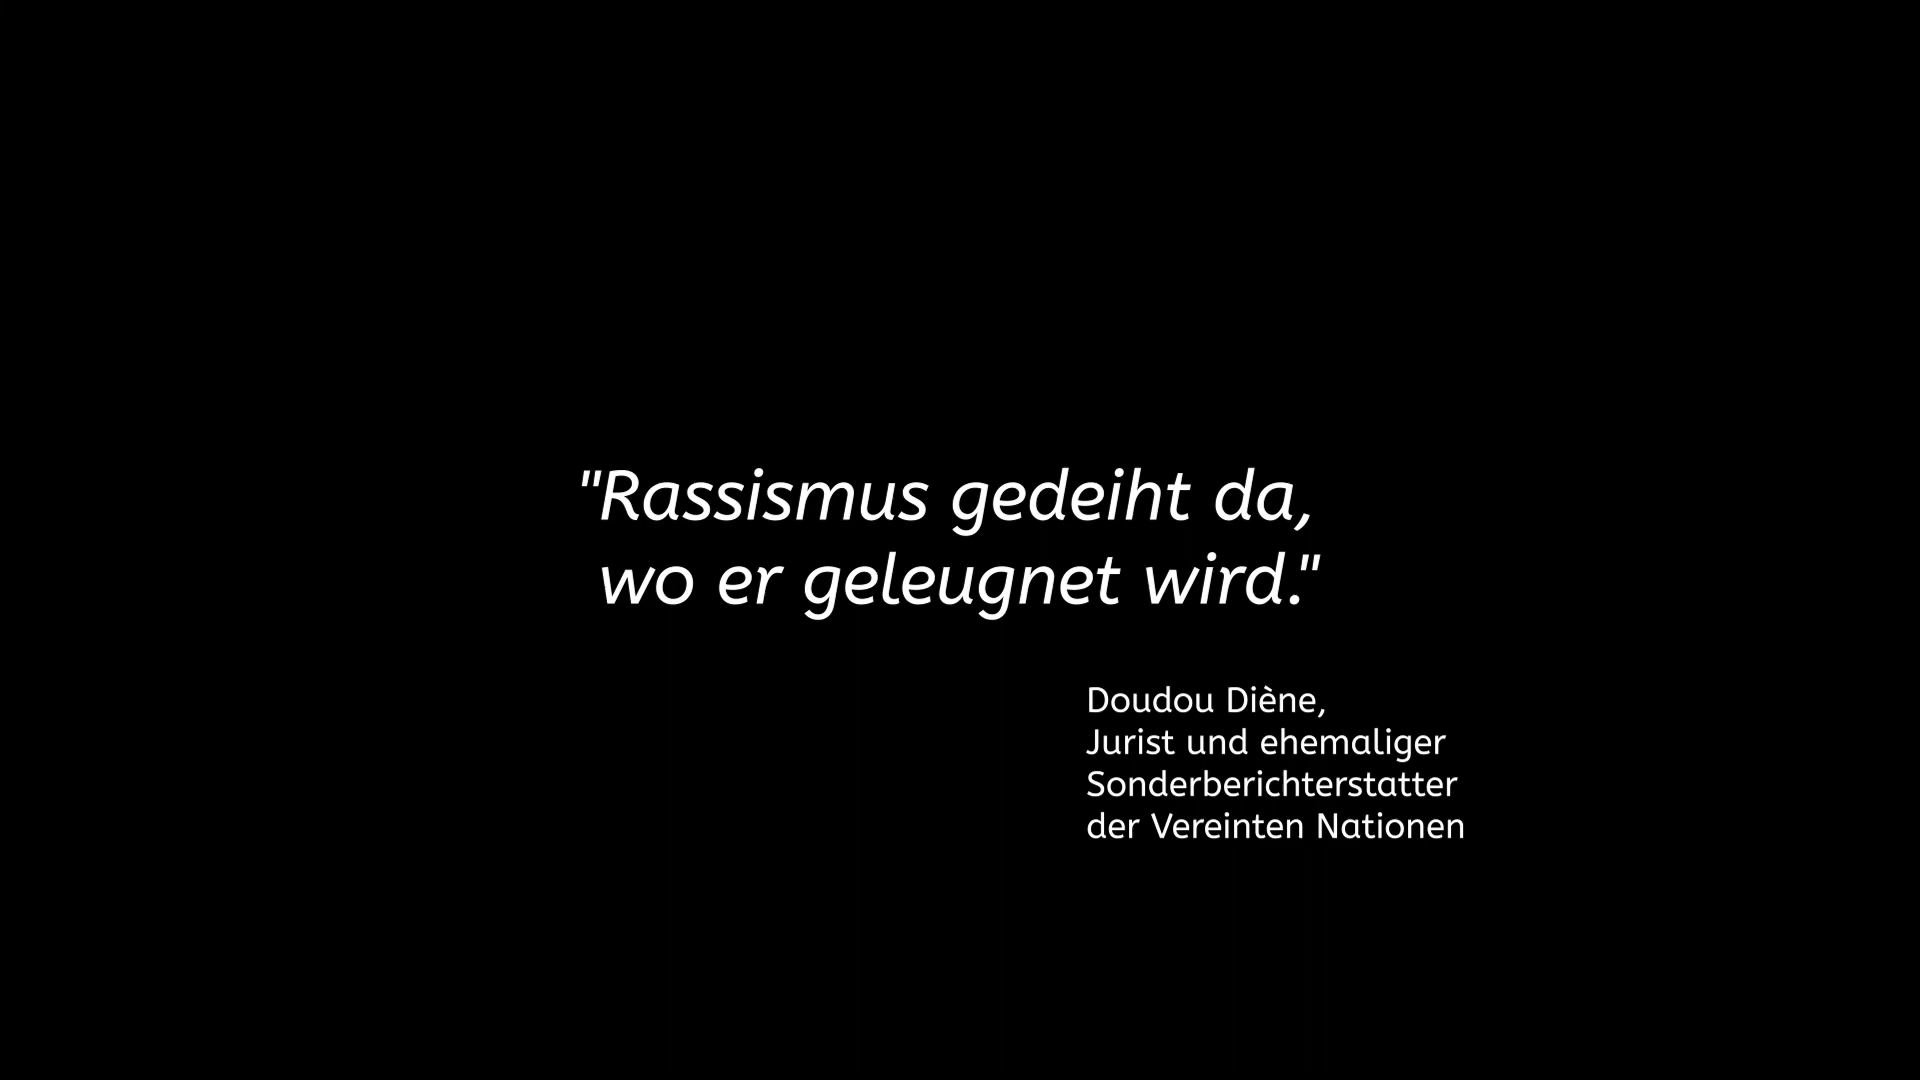 "Rassismus gedeiht da,
wo er geleugnet wird."
Doudou Diène,
Jurist und ehemaliger
Sonderberichterstatter
der Vereinten Nationen